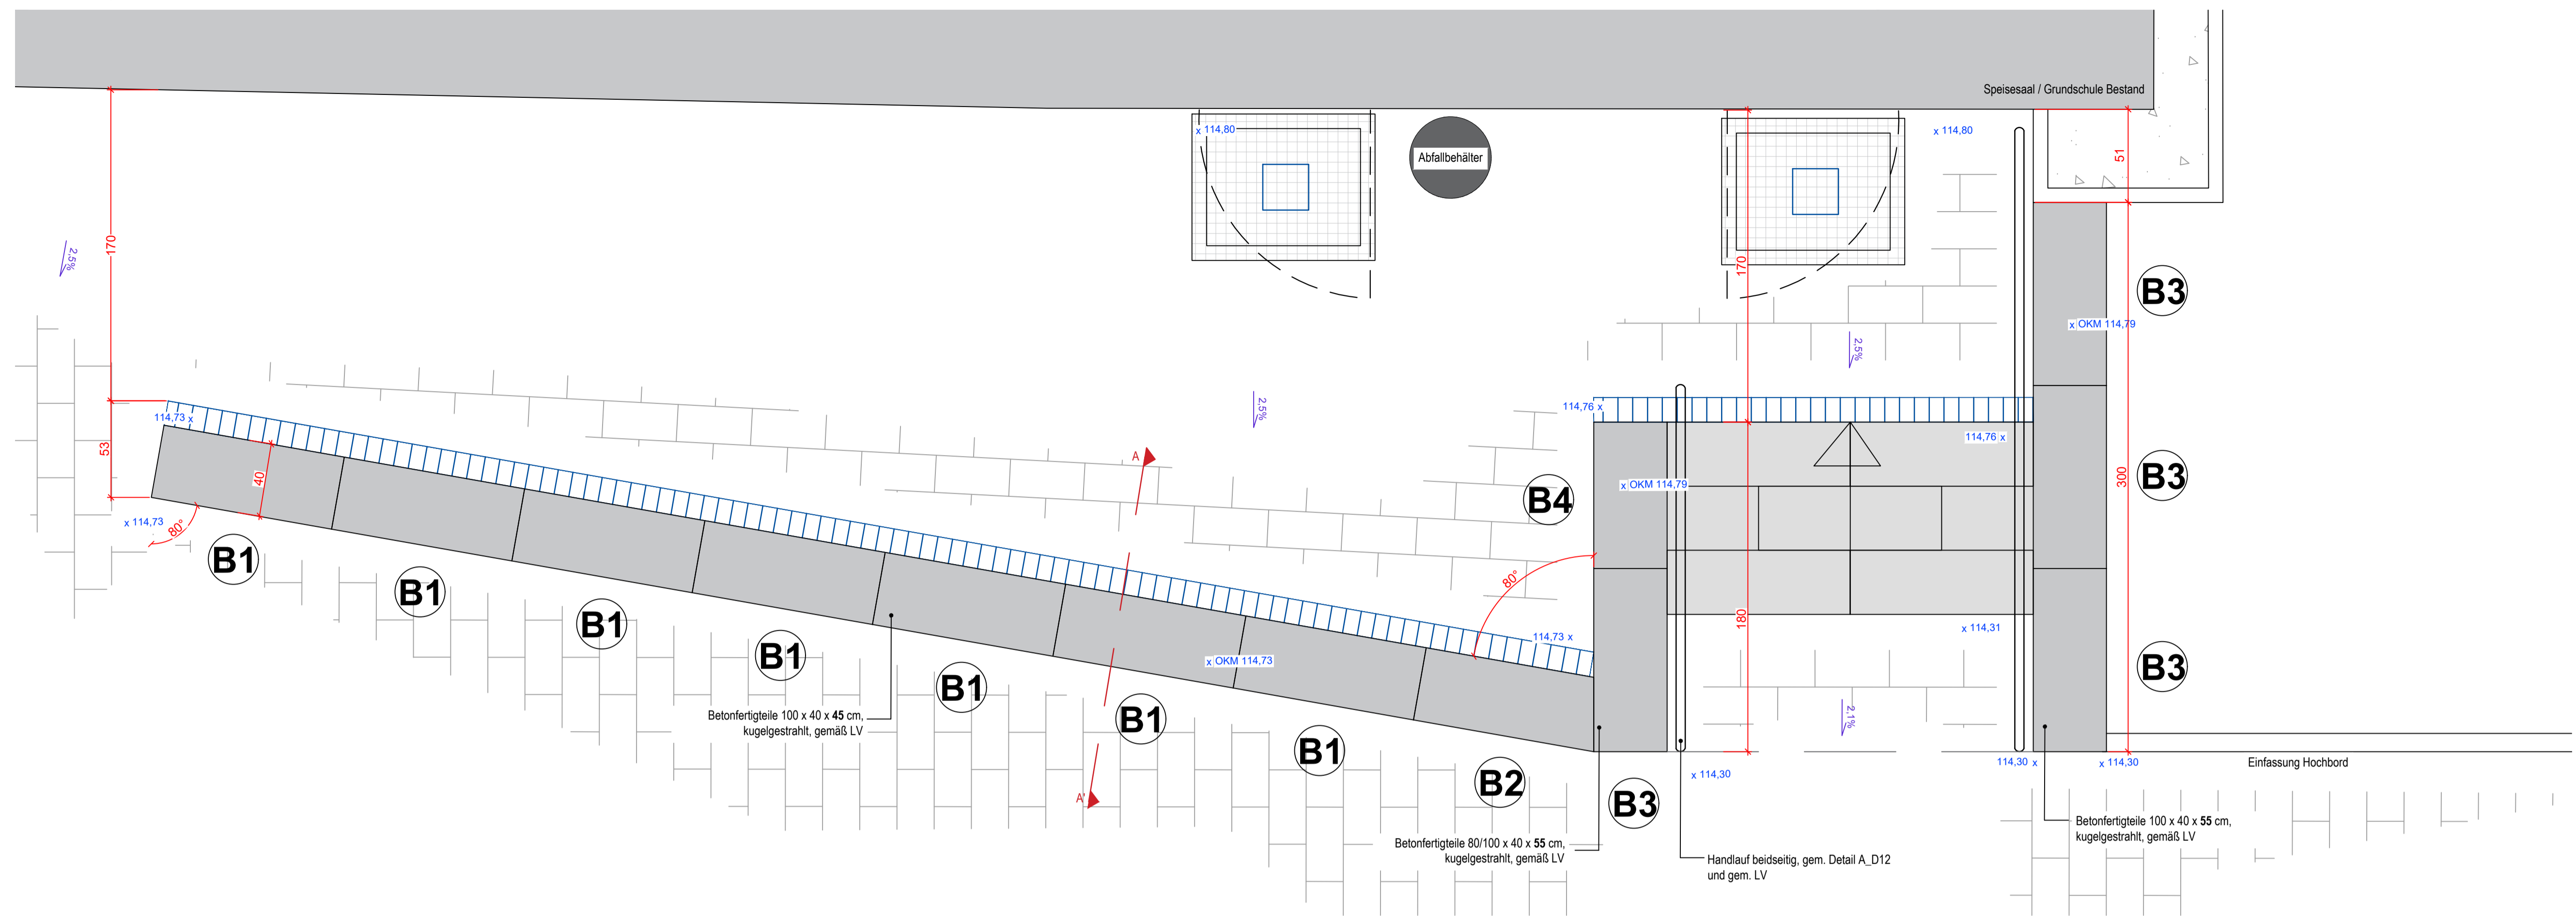 Speisesaal / Grundschule Bestand
x 114,80
Abfallbehälter
x 114,80
51
170
2,5%
170
B3
x OKM 114,79
2,5%
2,5%
114,73 x
53
40
x 114,73
80°
114,76 x
114,76 x
x OKM 114,79
B4
B3
300
A
80°
B1
B1
B1
B1
B1
B1
B1
B2
B3
B3
114,73 x
x OKM 114,73
180
x 114,31
2,1%
A'
Betonfertigteile 100 x 40 x 45 cm,
kugelgestrahlt, gemäß LV
x 114,30
114,30 x
x 114,30
Einfassung Hochbord
Betonfertigteile 80/100 x 40 x 55 cm,
kugelgestrahlt, gemäß LV
Handlauf beidseitig, gem. Detail A_D12
und gem. LV
Betonfertigteile 100 x 40 x 55 cm,
kugelgestrahlt, gemäß LV